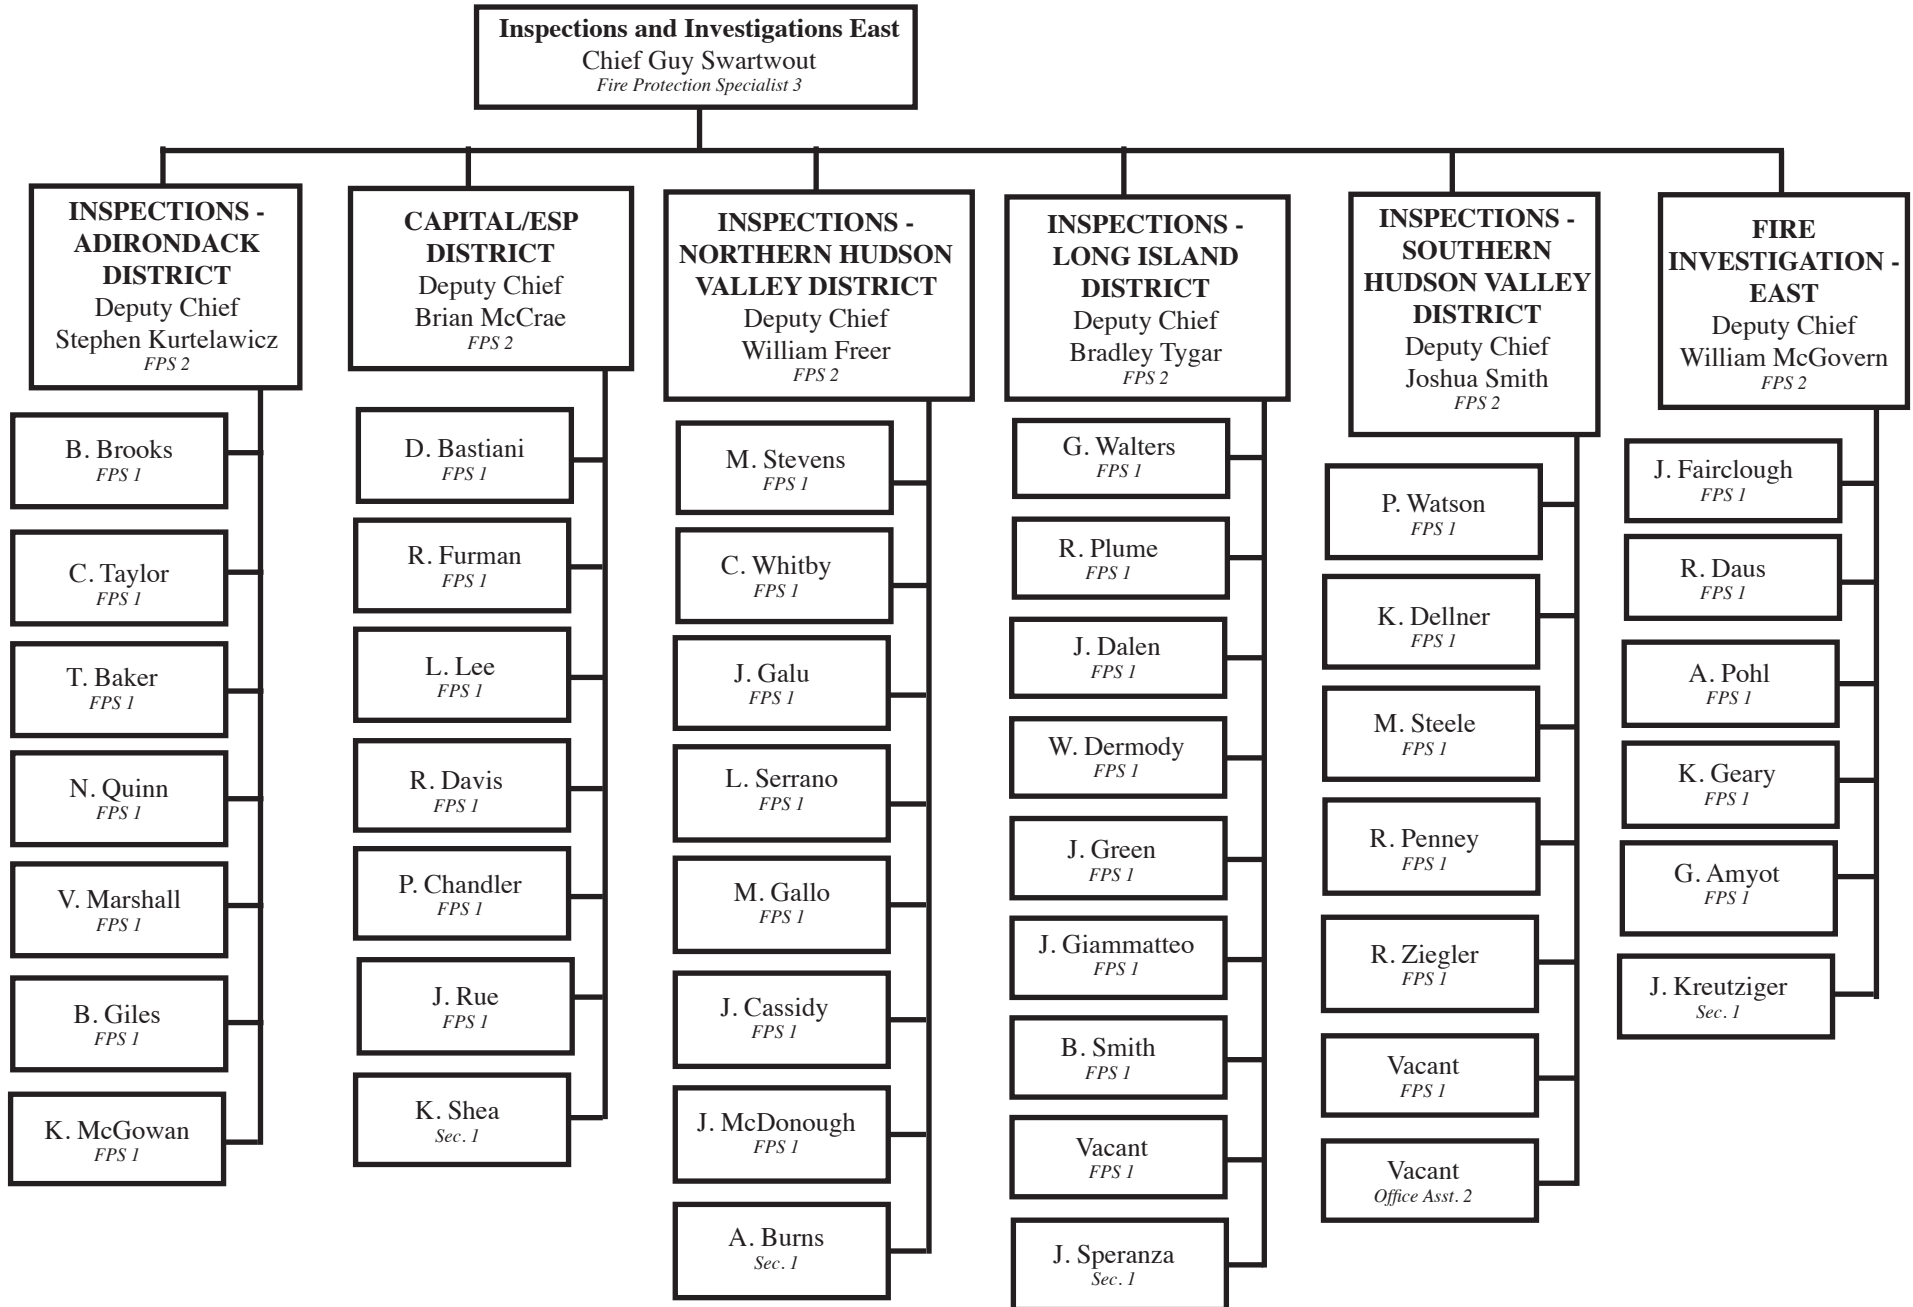 Inspections and Investigations East
Chief Guy Swartwout
Fire Protection Specialist 3
INSPECTIONS -
ADIRONDACK
DISTRICT
Deputy Chief
Stephen Kurtelawicz
FPS 2
B. Brooks
FPS 1
C. Taylor
FPS 1
T. Baker
FPS 1
N. Quinn
FPS 1
V. Marshall
FPS 1
B. Giles
FPS 1
K. McGowan
FPS 1
CAPITAL/ESP
DISTRICT
Deputy Chief
Brian McCrae
FPS 2
D. Bastiani
FPS 1
R. Furman
FPS 1
L. Lee
FPS 1
R. Davis
FPS 1
P. Chandler
FPS 1
J. Rue
FPS 1
K. Shea
Sec. 1
INSPECTIONS -
NORTHERN HUDSON
VALLEY DISTRICT
Deputy Chief
William Freer
FPS 2
M. Stevens
FPS 1
C. Whitby
FPS 1
J. Galu
FPS 1
L. Serrano
FPS 1
M. Gallo
FPS 1
J. Cassidy
FPS 1
J. McDonough
FPS 1
A. Burns
Sec. 1
INSPECTIONS -
LONG ISLAND
DISTRICT
Deputy Chief
Bradley Tygar
FPS 2
G. Walters
FPS 1
R. Plume
FPS 1
J. Dalen
FPS 1
W. Dermody
FPS 1
J. Green
FPS 1
J. Giammatteo
FPS 1
B. Smith
FPS 1
Vacant
FPS 1
J. Speranza
Sec. 1
INSPECTIONS -
SOUTHERN
HUDSON VALLEY
DISTRICT
Deputy Chief
Joshua Smith
FPS 2
P. Watson
FPS 1
K. Dellner
FPS 1
M. Steele
FPS 1
R. Penney
FPS 1
R. Ziegler
FPS 1
Vacant
FPS 1
Vacant
Office Asst. 2
FIRE
INVESTIGATION -
EAST
Deputy Chief
William McGovern
FPS 2
J. Fairclough
FPS 1
R. Daus
FPS 1
A. Pohl
FPS 1
K. Geary
FPS 1
G. Amyot
FPS 1
J. Kreutziger
Sec. 1